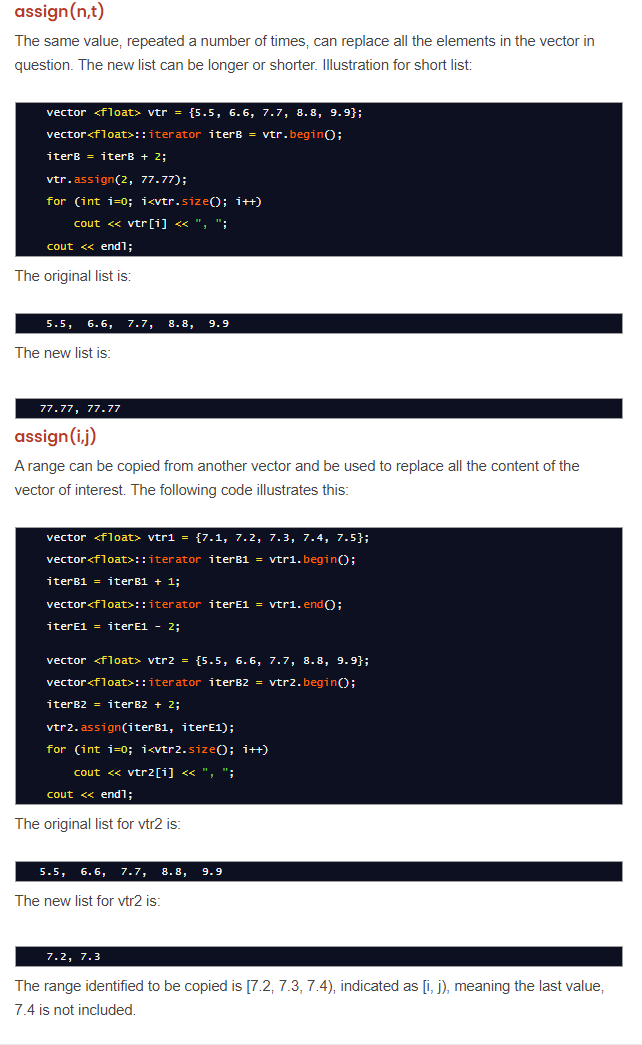 assign(n,t)
The same value, repeated a number of times, can replace all the elements in the vector in
question. The new list can be longer or shorter. Illustration for short list:
vector <float> vtr = {5.5, 6.6, 7.7, 8.8, 9.9};
vector<float>::iterator iterB = vtr.begin();
iterB = iterB + 2;
vtr.assign(2, 77.77);
for (int i=0; i<vtr.size(); i++)
cout << vtr[i] << ", ";
cout << endl;
The original list is:
5.5, 6.6, 7.7, 8.8, 9.9
The new list is:
77.77, 77.77
assign(i,j)
A range can be copied from another vector and be used to replace all the content of the
vector of interest. The following code illustrates this:
vector <float> vtr1 = {7.1, 7.2, 7.3, 7.4, 7.5};
vector<float>::iterator iterB1 = vtr1.begin();
iterB1 = iterB1 + 1;
vector<float>::iterator iterE1 = vtr1.end();
iterE1 = iterE1 - 2;
vector <float> vtr2 = {5.5, 6.6, 7.7, 8.8, 9.9};
vector<float>::iterator iterB2 = vtr2.begin();
iterB2 = iterB2 + 2;
vtr2.assign(iterB1, iterE1);
for (int i=0; i<vtr2.size(); i++)
cout << vtr2[i] << ", ";
cout << endl;
The original list for vtr2 is:
5.5, 6.6, 7.7, 8.8, 9.9
The new list for vtr2 is:
7.2, 7.3
The range identified to be copied is [7.2, 7.3, 7.4), indicated as [i, j), meaning the last value,
7.4 is not included.